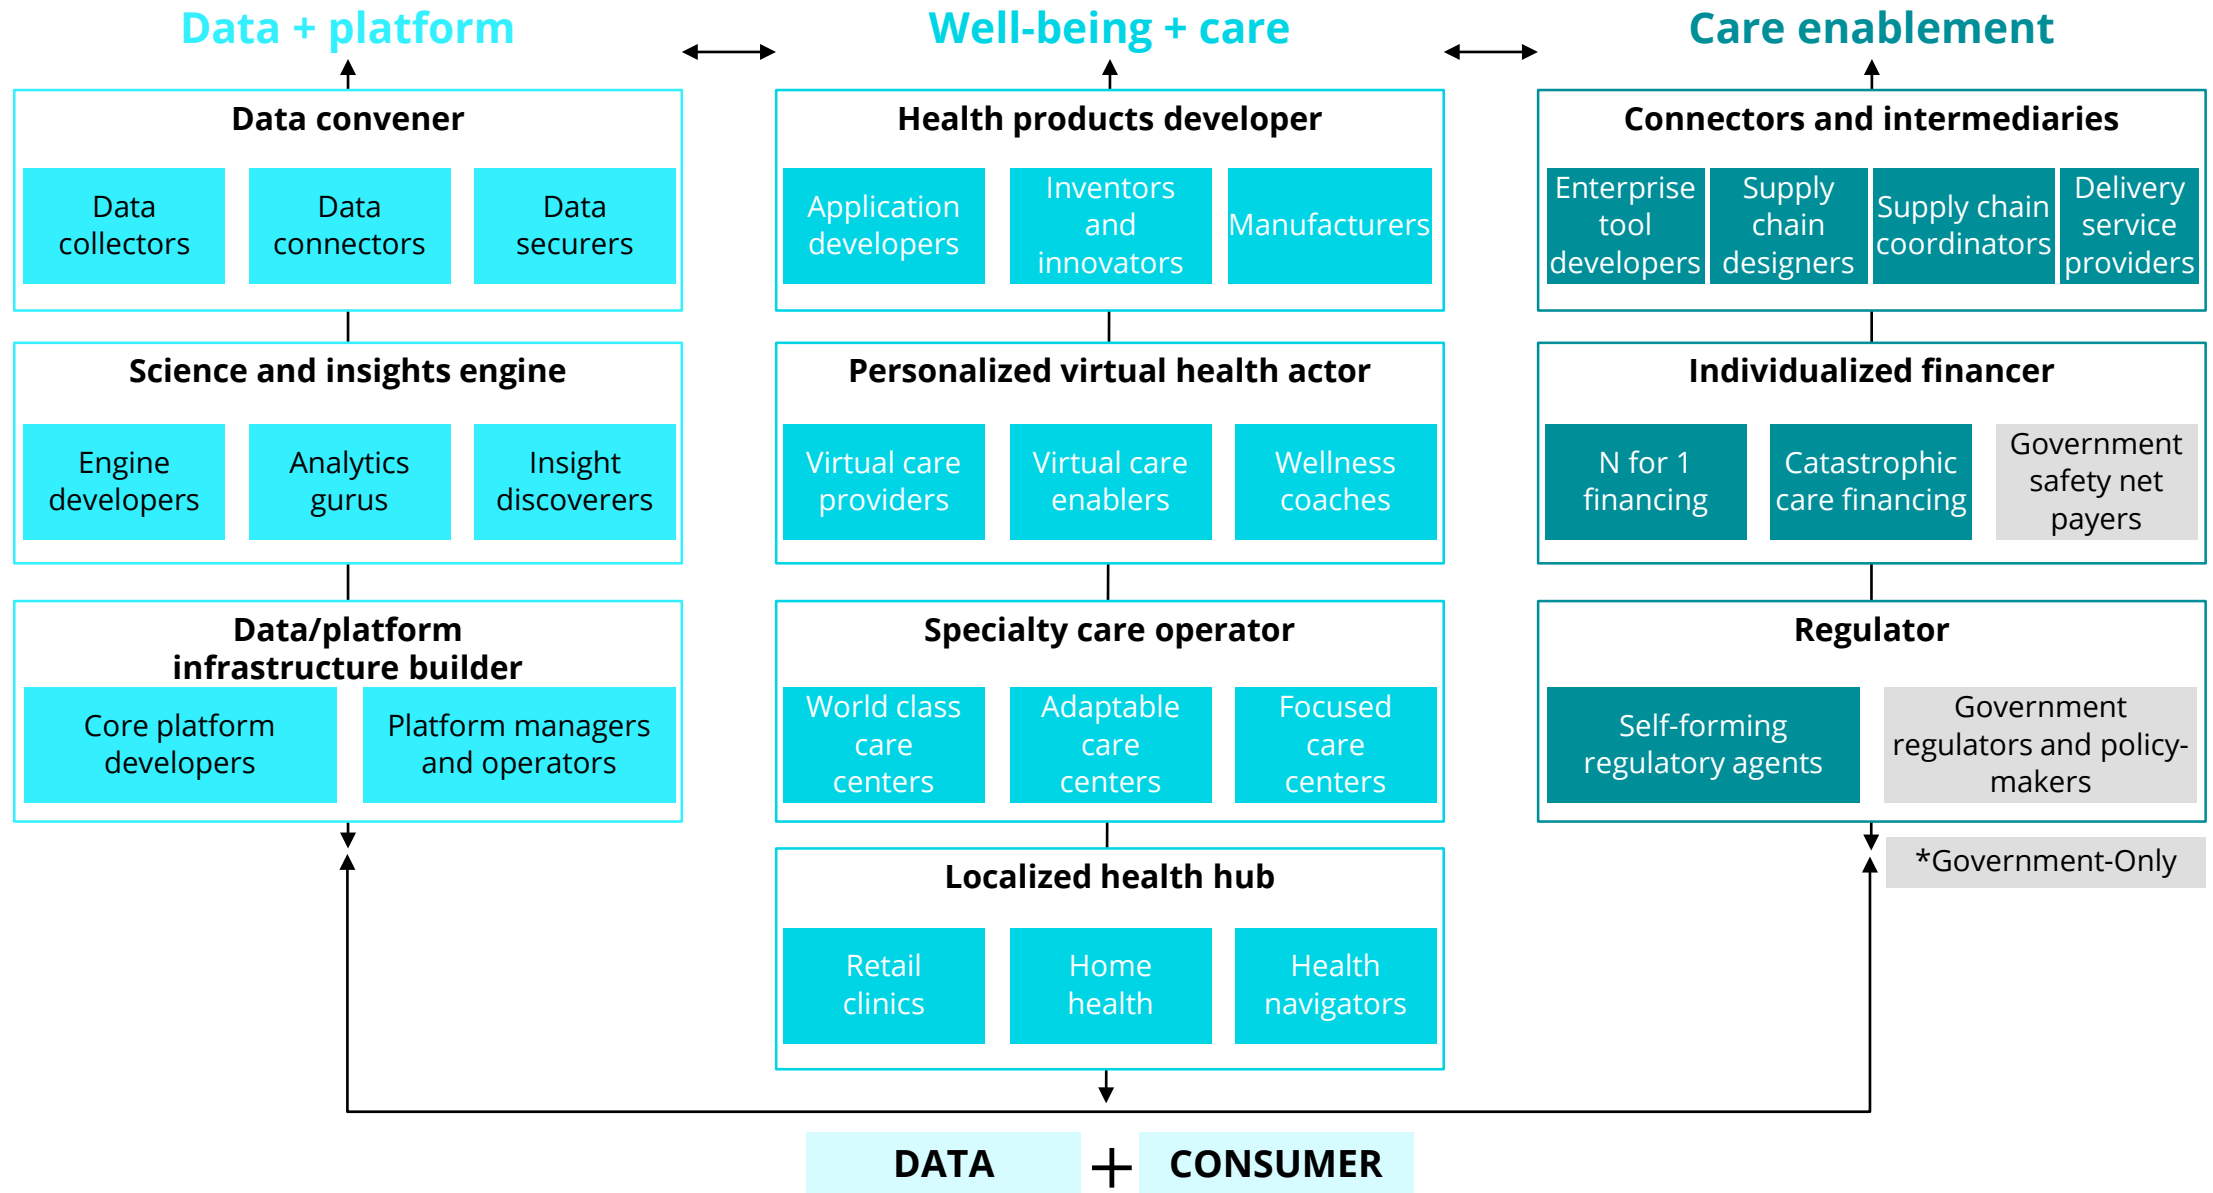 Data + platform
Well-being + care
Care enablement
Data convener
Data
collectors
Data
connectors
Data
securers
Science and insights engine
Engine
developers
Analytics
gurus
Insight
discoverers
Data/platform
infrastructure builder
Core platform
developers
Platform managers
and operators
Health products developer
Application
developers
Inventors
and
innovators
Manufacturers
Personalized virtual health actor
Virtual care
providers
Virtual care
enablers
Wellness
coaches
Specialty care operator
World class
care
centers
Adaptable
care
centers
Focused
care
centers
Localized health hub
Retail
clinics
Home
health
Health
navigators
Connectors and intermediaries
Enterprise
tool
developers
Supply
chain
designers
Supply chain
coordinators
Delivery
service
providers
Individualized financer
N for 1
financing
Catastrophic
care financing
Government
safety net
payers
Regulator
Self-forming
regulatory agents
Government
regulators and policy-
makers
*Government-Only
DATA + CONSUMER